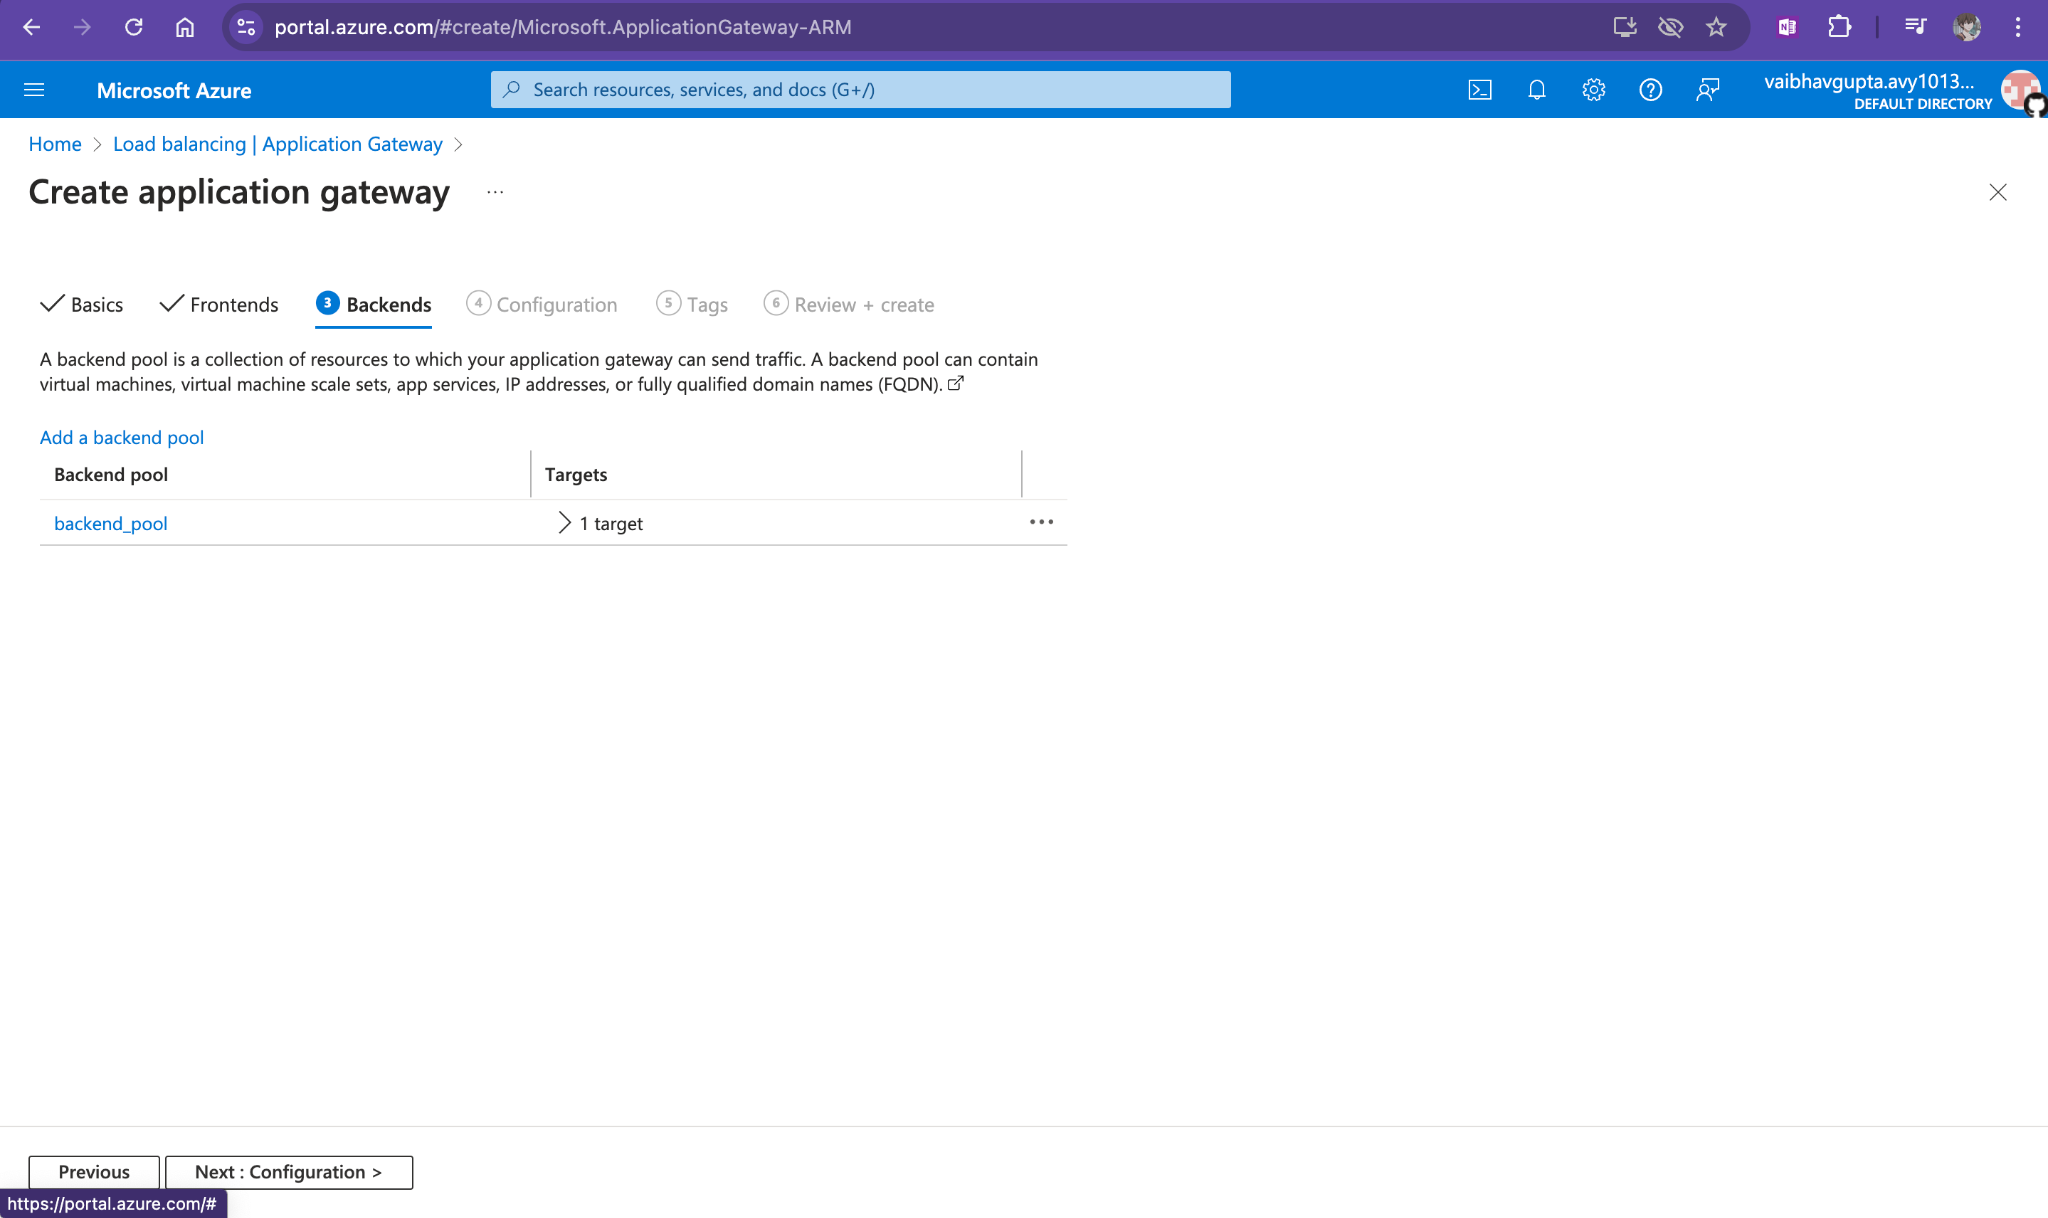 portal.azure.com/#create/Microsoft.ApplicationGateway-ARM
Microsoft Azure
Search resources, services, and docs (G+/)
vaibhavgupta.avy1013...
DEFAULT DIRECTORY
Home > Load balancing | Application Gateway >
Create application gateway ...
Basics
Frontends
3 Backends
4 Configuration
5 Tags
6 Review + create
A backend pool is a collection of resources to which your application gateway can send traffic. A backend pool can contain
virtual machines, virtual machine scale sets, app services, IP addresses, or fully qualified domain names (FQDN).
Add a backend pool
Backend pool
Targets
backend_pool
> 1 target
Previous
Next : Configuration >
https://portal.azure.com/#